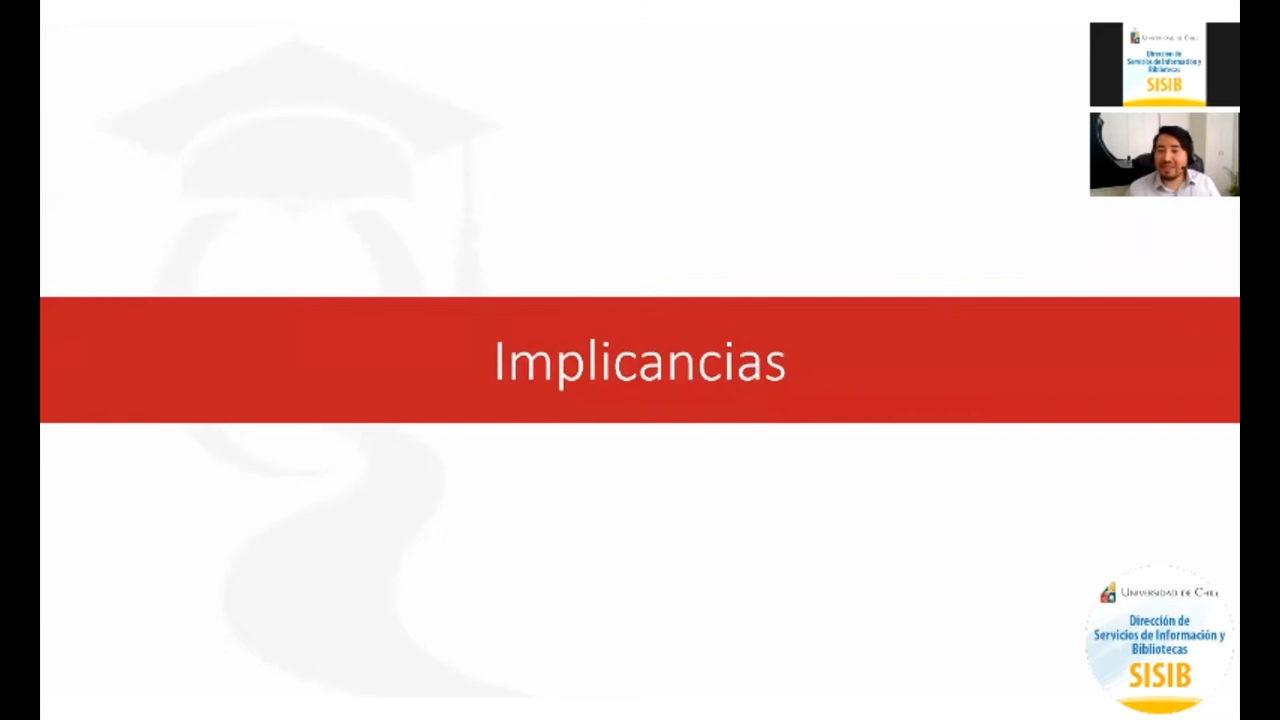 UNIVERSIDAD DE CHILE
Dirección de
Servicios de Información y
Bibliotecas
SISIB
Implicancias
UNIVERSIDAD DE CHILE
Dirección de
Servicios de Información y
Bibliotecas
SISIB